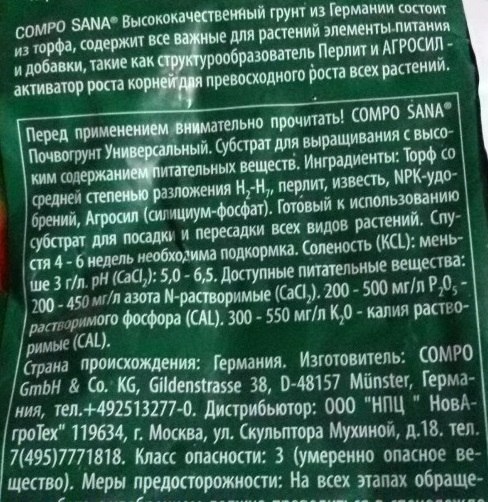 COMPO SANA® Высококачественный грунт из Германии состоит
из торфа, содержит все важные для растений элементы питания
и добавки, такие как структурообразователь Перлит и АГРОСИЛ -
активатор роста корней для превосходного роста всех растений.
Перед применением внимательно прочитать! COMPO SANA®
Почвогрунт Универсальный. Субстрат для выращивания с высо-
ким содержанием питательных веществ. Инградиенты: Торф со
средней степенью разложения H₂-H₇, перлит, известь, NPK-удо-
брений, Агросил (силициум-фосфат). Готовый к использованию
субстрат для посадки и пересадки всех видов растений. Спу-
стя 4 - 6 недель необходима подкормка. Соленость (KCL): мень-
ше 3 г/л. pH (CaCl₂): 5,0 - 6,5. Доступные питательные вещества:
200 - 450 мг/л азота N-растворимые (CaCl₂). 200 - 500 мг/л P₂O₅ -
растворимого фосфора (CAL). 300 - 550 мг/л K₂O - калия раство-
римые (CAL).
Страна происхождения: Германия. Изготовитель: COMPO
GmbH & Co. KG, Gildenstrasse 38, D-48157 Münster, Герма-
ния, тел.+492513277-0. Дистрибьютор: ООО "НПЦ " НовА-
гроТех" 119634, г. Москва, ул. Скульптора Мухиной, д.18. тел.
7(495)7771818. Класс опасности: 3 (умеренно опасное ве-
щество). Меры предосторожности: На всех этапах обраще-